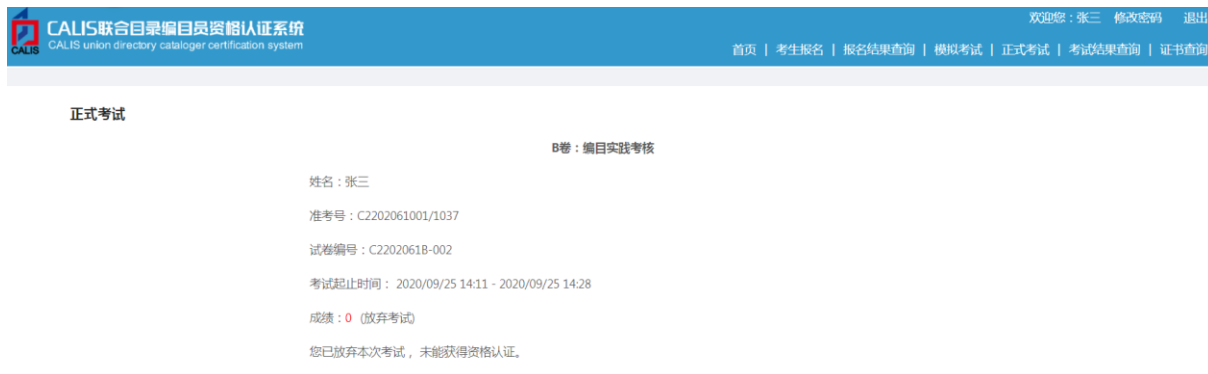 欢迎您：张三 修改密码 退出
CALIS联合目录编目员资格认证系统
CALIS union directory cataloger certification system
CALIS
首页 | 考生报名 | 报名结果查询 | 模拟考试 | 正式考试 | 考试结果查询 | 证书查询
正式考试
B卷：编目实践考核
姓名：张三
准考号：C2202061001/1037
试卷编号：C2202061B-002
考试起止时间： 2020/09/25 14:11 - 2020/09/25 14:28
成绩：0 (放弃考试)
您已放弃本次考试， 未能获得资格认证。